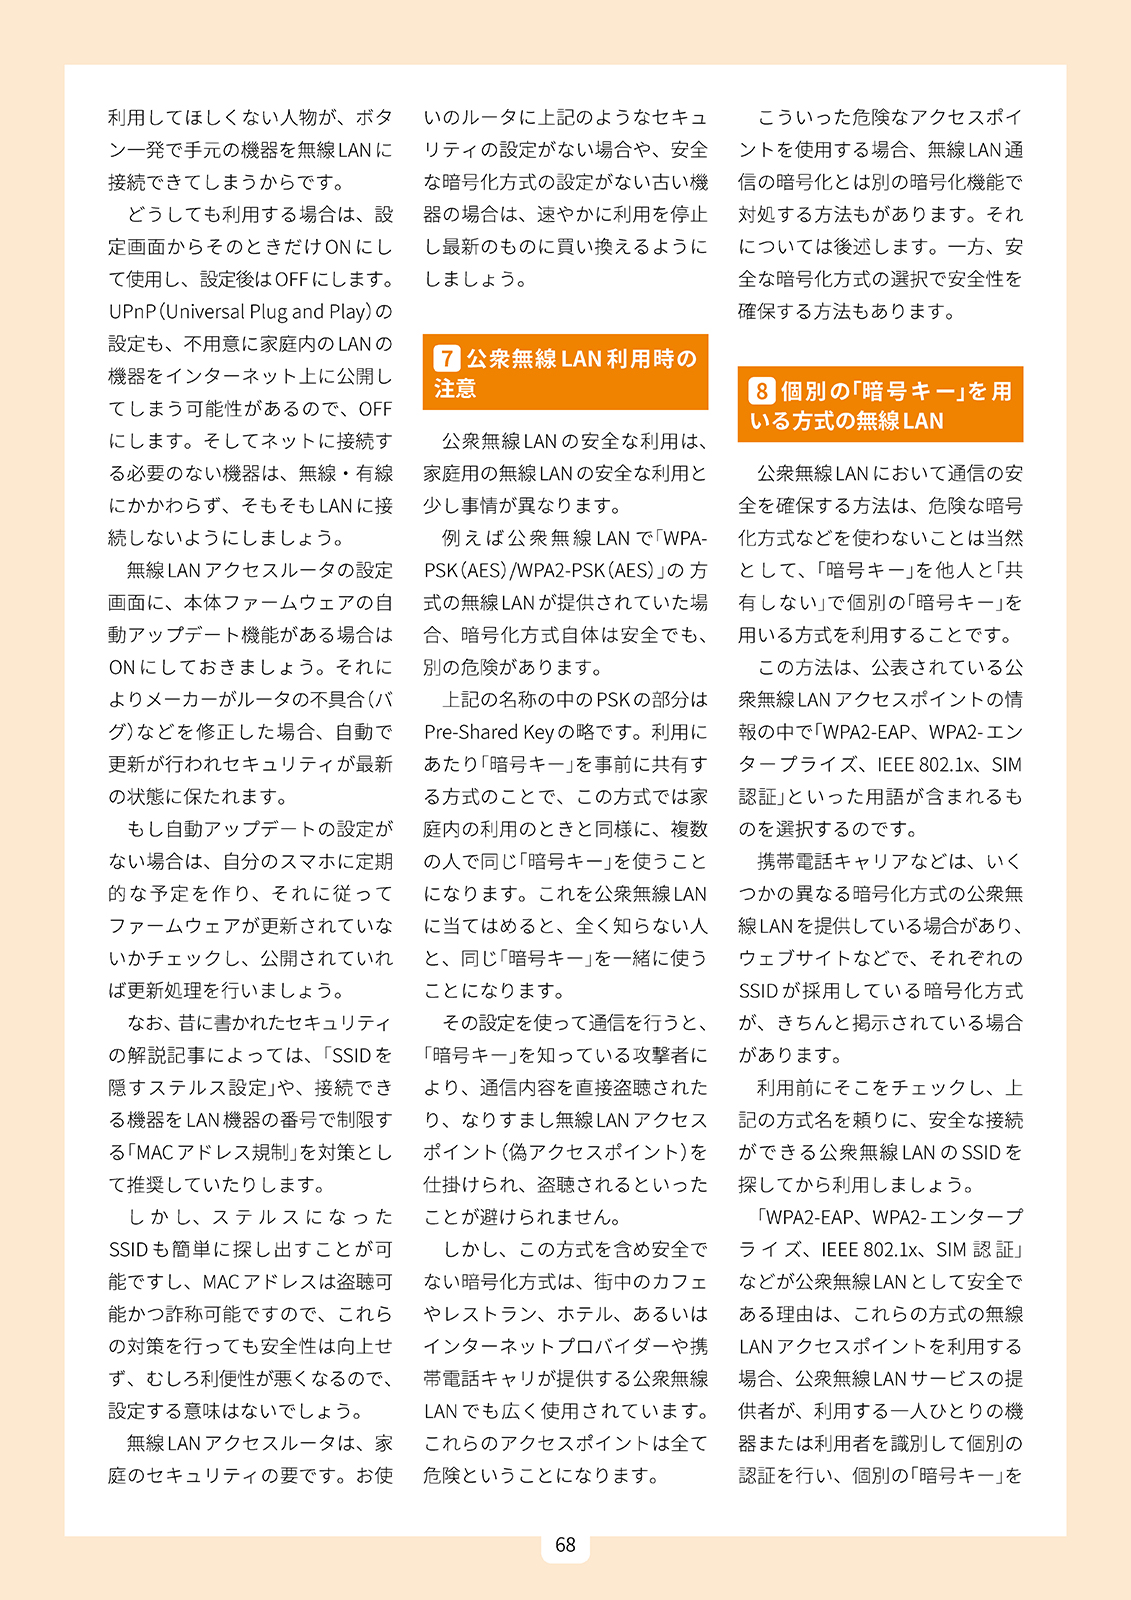 利用してほしくない人物が、ボタ
ン一発で手元の機器を無線LANに
接続できてしまうからです。
　どうしても利用する場合は、設
定画面からそのときだけONにし
て使用し、設定後はOFFにします。
UPnP（Universal Plug and Play）の
設定も、不用意に家庭内のLANの
機器をインターネット上に公開し
てしまう可能性があるので、OFF
にします。そしてネットに接続す
る必要のない機器は、無線・有線
にかかわらず、そもそもLANに接
続しないようにしましょう。
　無線LANアクセスルータの設定
画面に、本体ファームウェアの自
動アップデート機能がある場合は
ONにしておきましょう。それに
よりメーカーがルータの不具合（バ
グ）などを修正した場合、自動で
更新が行われセキュリティが最新
の状態に保たれます。
　もし自動アップデートの設定が
ない場合は、自分のスマホに定期
的な予定を作り、それに従って
ファームウェアが更新されていな
いかチェックし、公開されていれ
ば更新処理を行いましょう。
　なお、昔に書かれたセキュリティ
の解説記事によっては、「SSIDを
隠すステルス設定」や、接続でき
る機器をLAN機器の番号で制限す
る「MACアドレス規制」を対策とし
て推奨していたりします。
　しかし、ステルスになった
SSIDも簡単に探し出すことが可
能ですし、MACアドレスは盗聴可
能かつ詐称可能ですので、これら
の対策を行っても安全性は向上せ
ず、むしろ利便性が悪くなるので、
設定する意味はないでしょう。
　無線LANアクセスルータは、家
庭のセキュリティの要です。お使
いのルータに上記のようなセキュ
リティの設定がない場合や、安全
な暗号化方式の設定がない古い機
器の場合は、速やかに利用を停止
し最新のものに買い換えるように
しましょう。
7 公衆無線LAN利用時の
注意
　公衆無線LANの安全な利用は、
家庭用の無線LANの安全な利用と
少し事情が異なります。
　例えば公衆無線LANで「WPA-
PSK（AES）/WPA2-PSK（AES）」の方
式の無線LANが提供されていた場
合、暗号化方式自体は安全でも、
別の危険があります。
　上記の名称の中のPSKの部分は
Pre-Shared Keyの略です。利用に
あたり「暗号キー」を事前に共有す
る方式のことで、この方式では家
庭内の利用のときと同様に、複数
の人で同じ「暗号キー」を使うこと
になります。これを公衆無線LAN
に当てはめると、全く知らない人
と、同じ「暗号キー」を一緒に使う
ことになります。
　その設定を使って通信を行うと、
「暗号キー」を知っている攻撃者に
より、通信内容を直接盗聴された
り、なりすまし無線LANアクセス
ポイント（偽アクセスポイント）を
仕掛けられ、盗聴されるといった
ことが避けられません。
　しかし、この方式を含め安全で
ない暗号化方式は、街中のカフェ
やレストラン、ホテル、あるいは
インターネットプロバイダーや携
帯電話キャリが提供する公衆無線
LANでも広く使用されています。
これらのアクセスポイントは全て
危険ということになります。
　こういった危険なアクセスポイ
ントを使用する場合、無線LAN通
信の暗号化とは別の暗号化機能で
対処する方法もがあります。それ
については後述します。一方、安
全な暗号化方式の選択で安全性を
確保する方法もあります。
8 個別の「暗号キー」を用
いる方式の無線LAN
　公衆無線LANにおいて通信の安
全を確保する方法は、危険な暗号
化方式などを使わないことは当然
として、「暗号キー」を他人と「共
有しない」で個別の「暗号キー」を
用いる方式を利用することです。
　この方法は、公表されている公
衆無線LANアクセスポイントの情
報の中で「WPA2-EAP、WPA2-エン
タープライズ、IEEE 802.1x、SIM
認証」といった用語が含まれるも
のを選択するのです。
　携帯電話キャリアなどは、いく
つかの異なる暗号化方式の公衆無
線LANを提供している場合があり、
ウェブサイトなどで、それぞれの
SSIDが採用している暗号化方式
が、きちんと掲示されている場合
があります。
　利用前にそこをチェックし、上
記の方式名を頼りに、安全な接続
ができる公衆無線LANのSSIDを
探してから利用しましょう。
　「WPA2-EAP、WPA2-エンタープ
ライズ、IEEE 802.1x、SIM認証」
などが公衆無線LANとして安全で
ある理由は、これらの方式の無線
LANアクセスポイントを利用する
場合、公衆無線LANサービスの提
供者が、利用する一人ひとりの機
器または利用者を識別して個別の
認証を行い、個別の「暗号キー」を
68